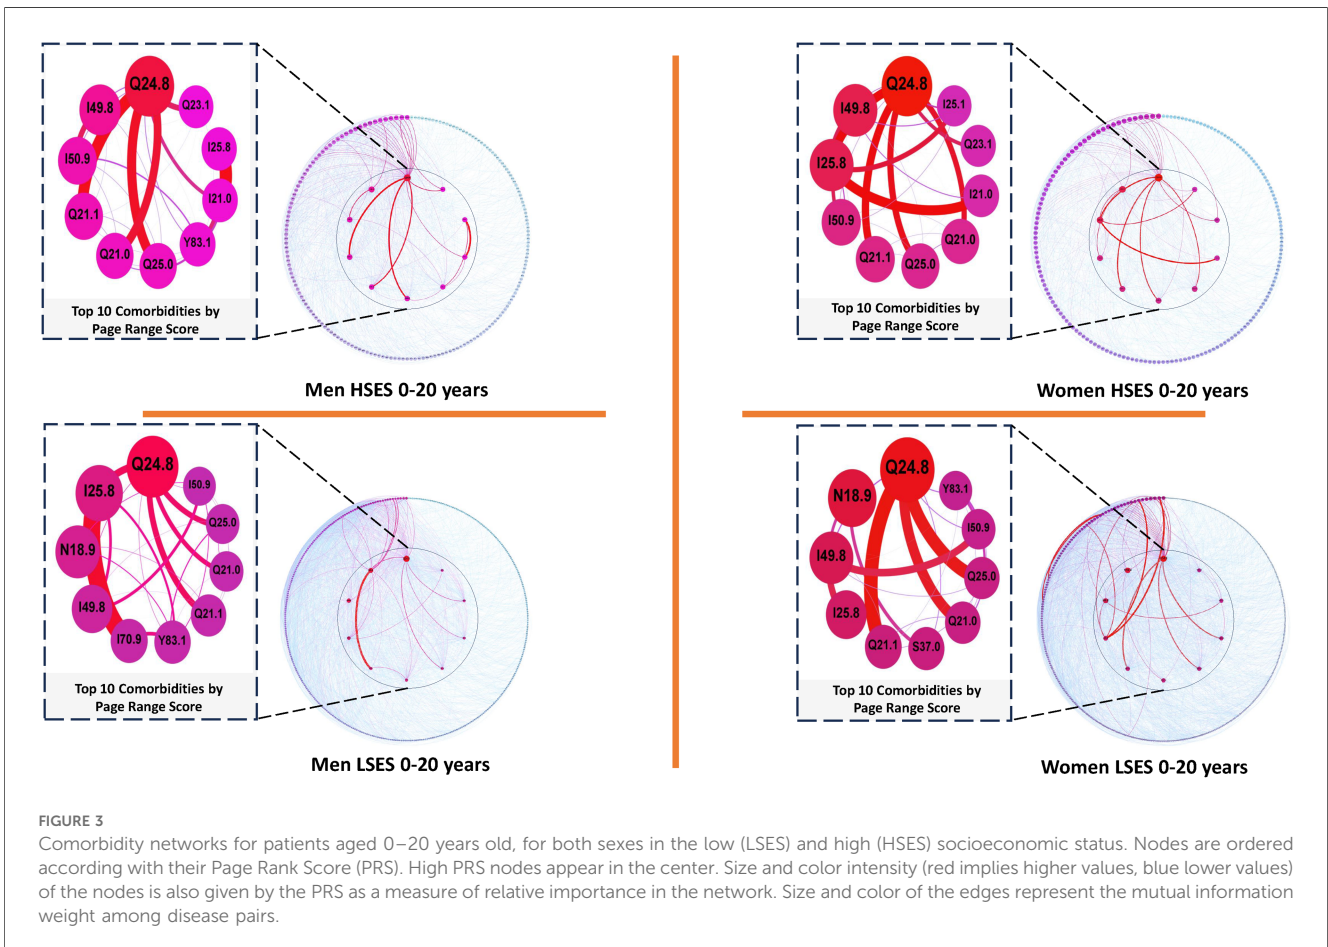 Q24.8
I49.8
Q23.1
I50.9
I25.8
Q21.1
I21.0
Q21.0
Y83.1
Q25.0
Top 10 Comorbidities by
Page Range Score
Men HSES 0-20 years
Q24.8
I49.8
I25.1
Q23.1
I25.8
I21.0
I50.9
Q21.0
Q21.1
Q25.0
Top 10 Comorbidities by
Page Range Score
Women HSES 0-20 years
Q24.8
I25.8
I50.9
Q25.0
N18.9
Q21.0
I49.8
Q21.1
I70.9
Y83.1
Top 10 Comorbidities by
Page Range Score
Men LSES 0-20 years
Q24.8
N18.9
Y83.1
I50.9
I49.8
Q25.0
I25.8
Q21.0
Q21.1
S37.0
Top 10 Comorbidities by
Page Range Score
Women LSES 0-20 years
FIGURE 3
Comorbidity networks for patients aged 0–20 years old, for both sexes in the low (LSES) and high (HSES) socioeconomic status. Nodes are ordered
according with their Page Rank Score (PRS). High PRS nodes appear in the center. Size and color intensity (red implies higher values, blue lower values)
of the nodes is also given by the PRS as a measure of relative importance in the network. Size and color of the edges represent the mutual information
weight among disease pairs.